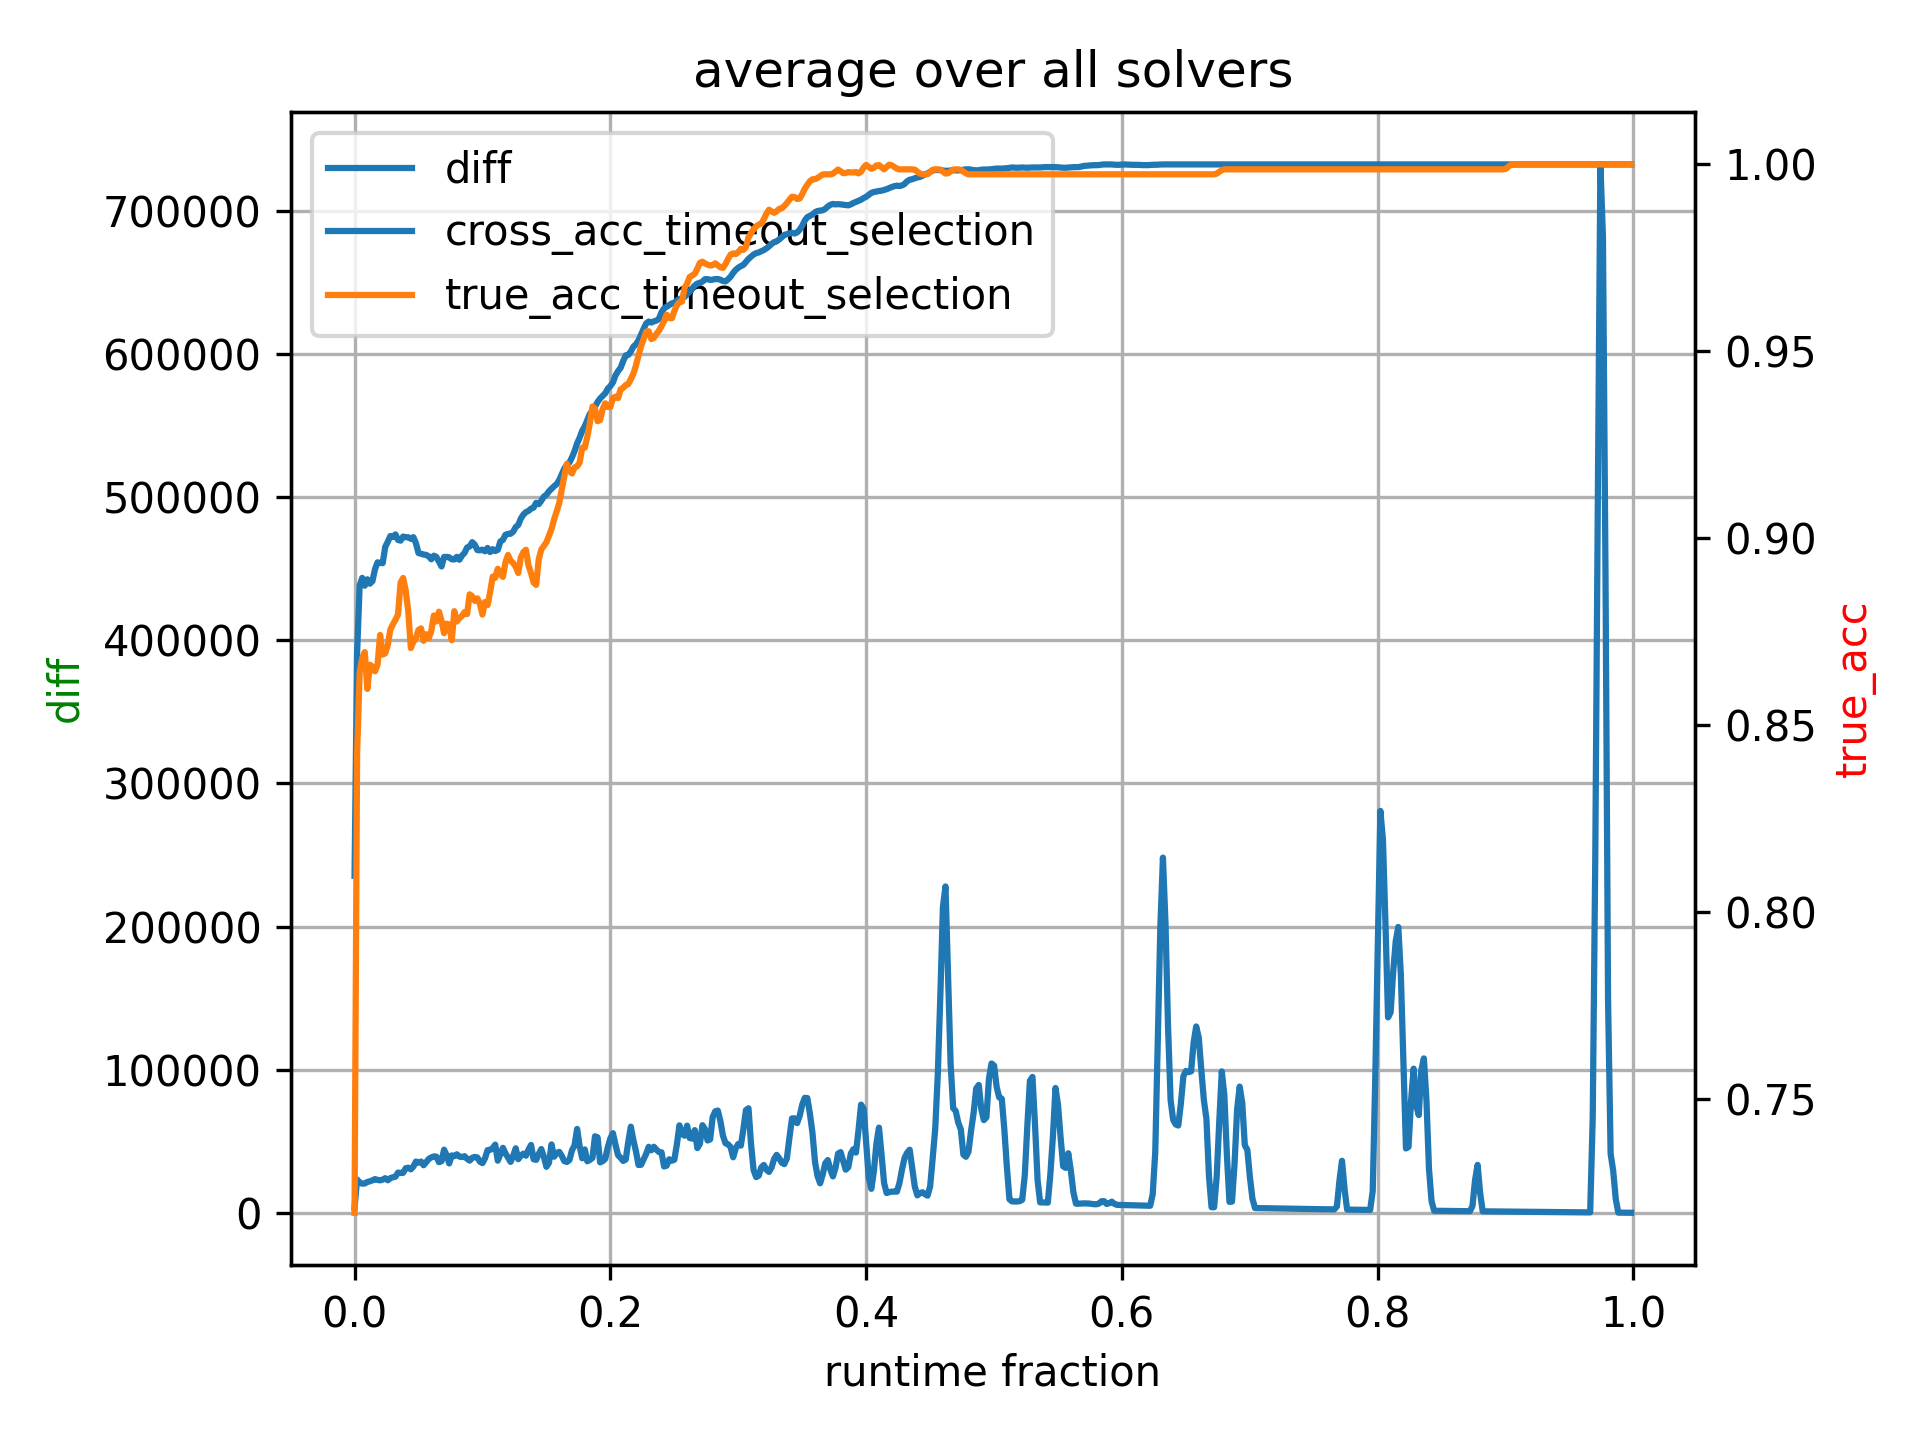 average over all solvers
diff
cross_acc_timeout_selection
true_acc_timeout_selection
700000
600000
500000
400000
300000
200000
100000
0
diff
1.00
0.95
0.90
0.85
0.80
0.75
true_acc
0.0 0.2 0.4 0.6 0.8 1.0
runtime fraction